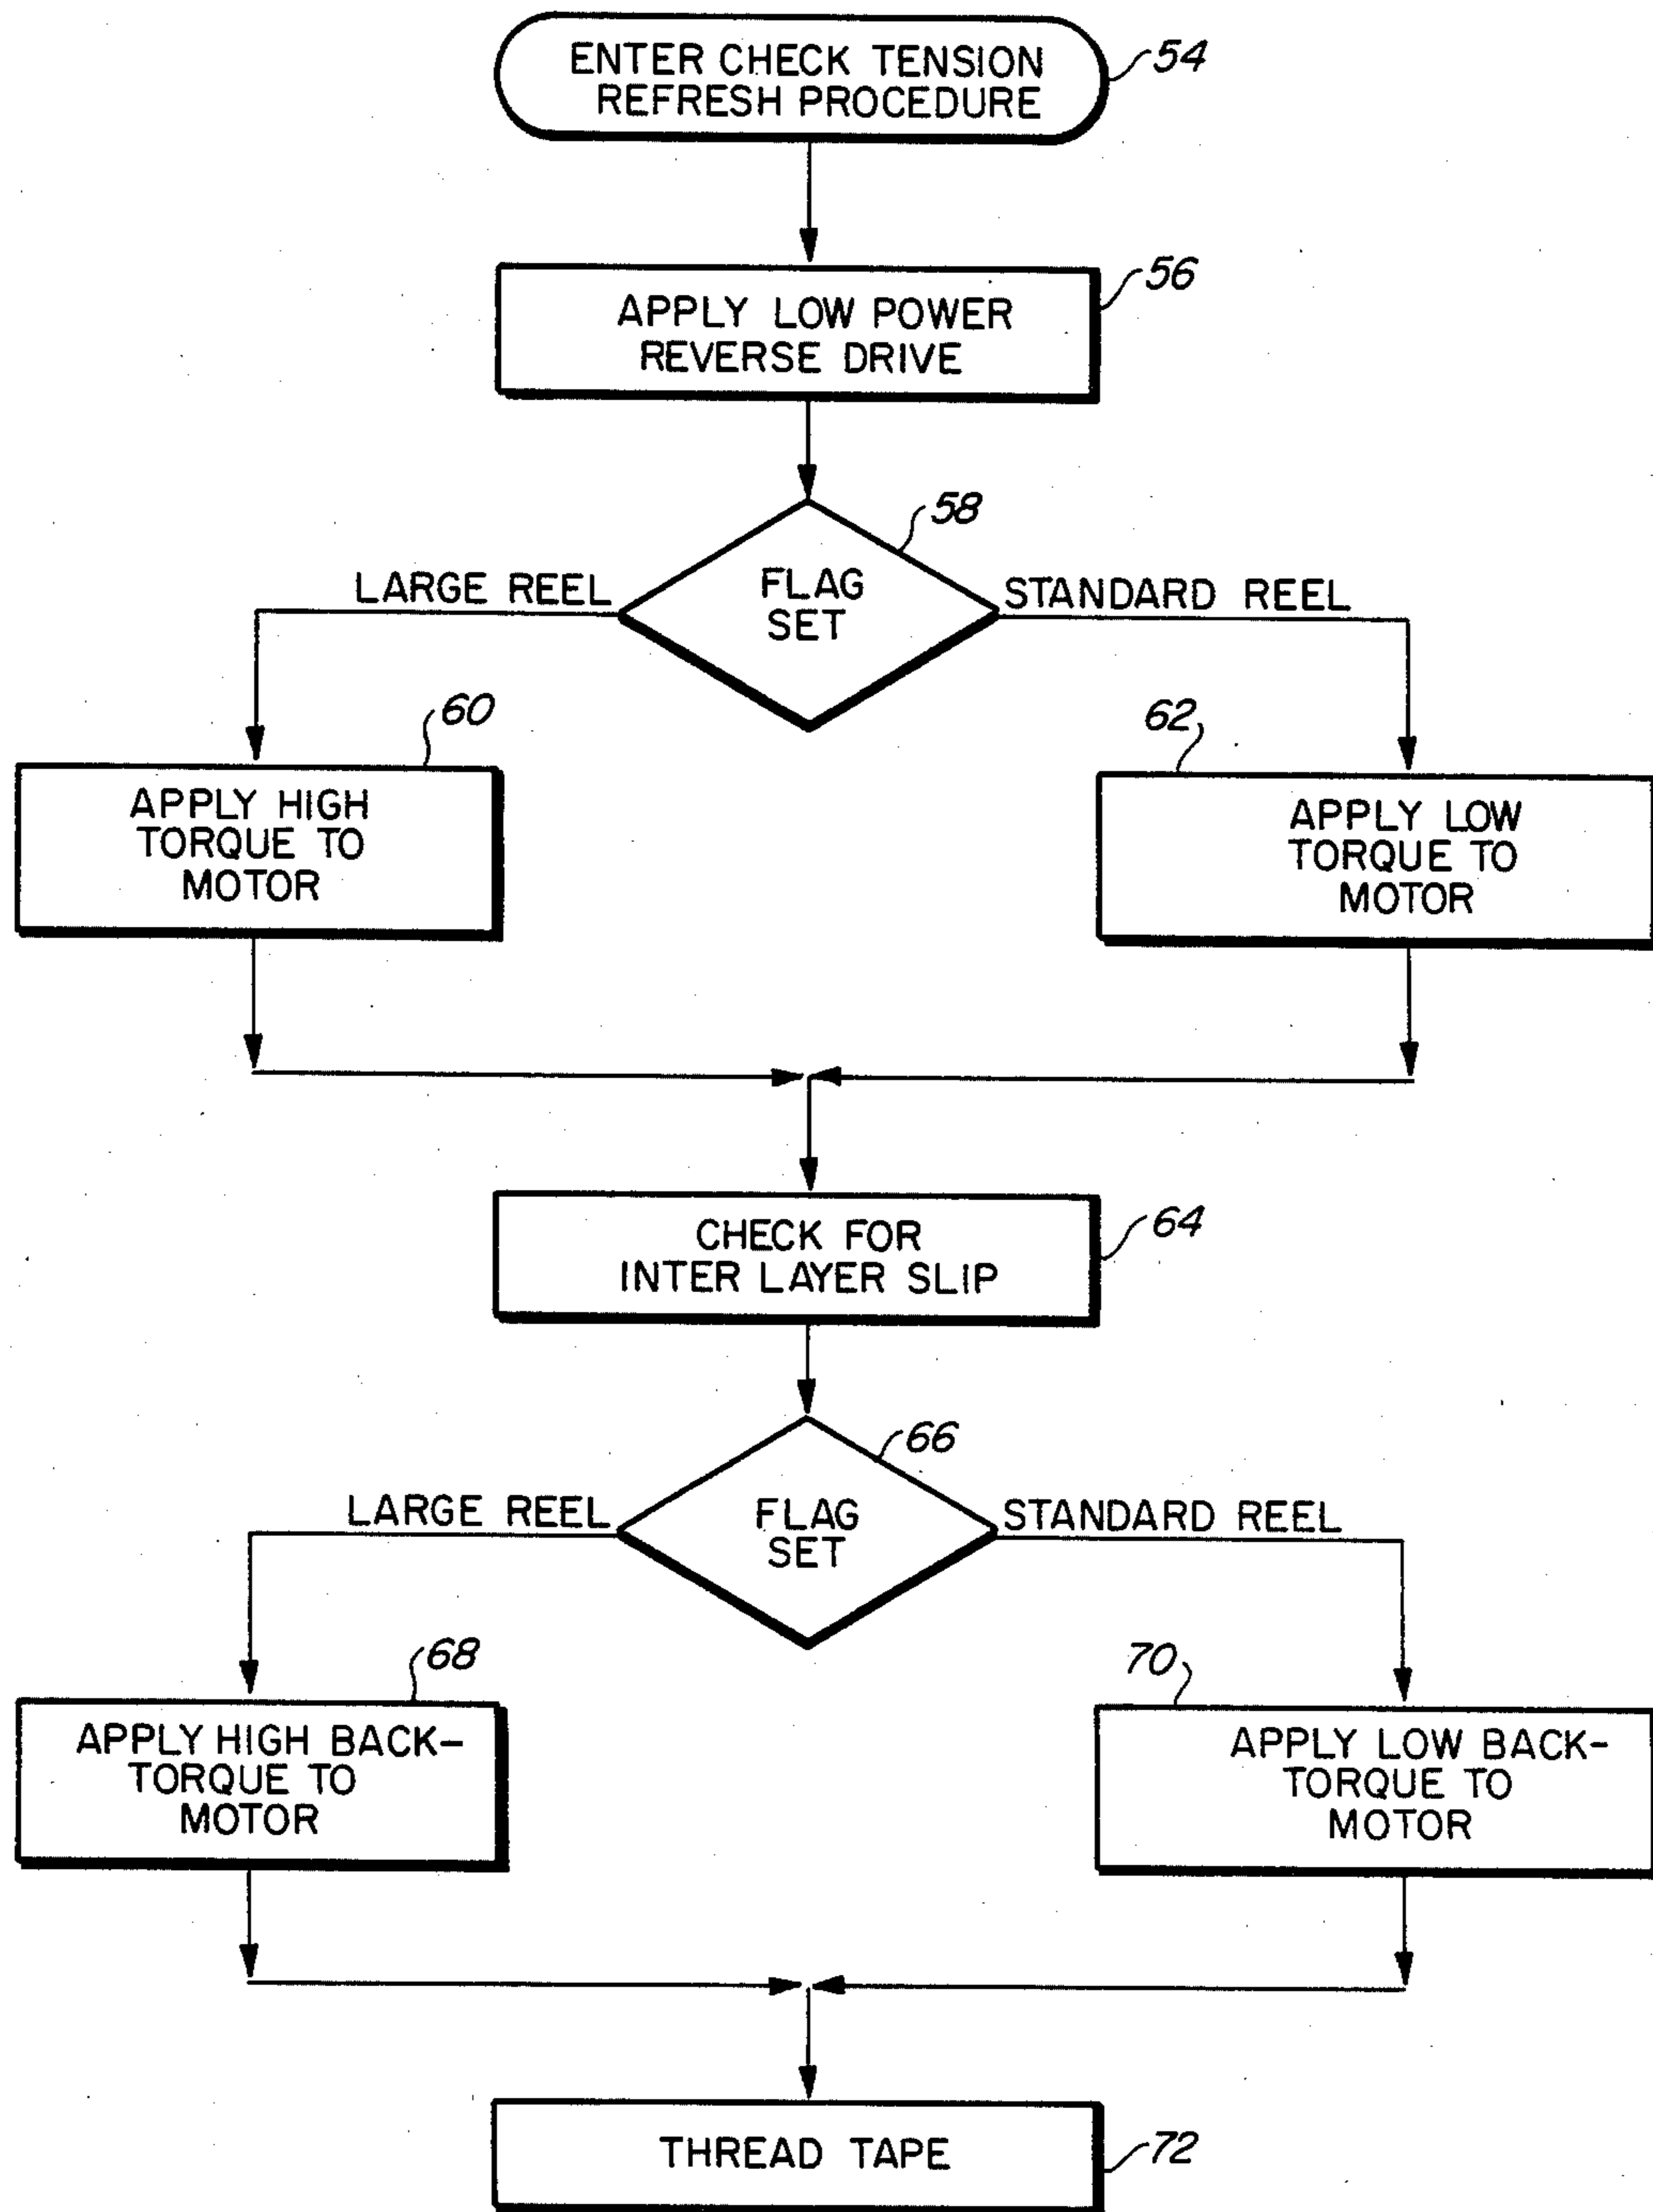 ENTER CHECK TENSION
REFRESH PROCEDURE
54
APPLY LOW POWER
REVERSE DRIVE
56
58
LARGE REEL
FLAG
SET
STANDARD REEL
60
62
APPLY HIGH
TORQUE TO
MOTOR
APPLY LOW
TORQUE TO
MOTOR
CHECK FOR
INTER LAYER SLIP
64
66
LARGE REEL
FLAG
SET
STANDARD REEL
68
70
APPLY HIGH BACK-
TORQUE TO
MOTOR
APPLY LOW BACK-
TORQUE TO
MOTOR
THREAD TAPE
72